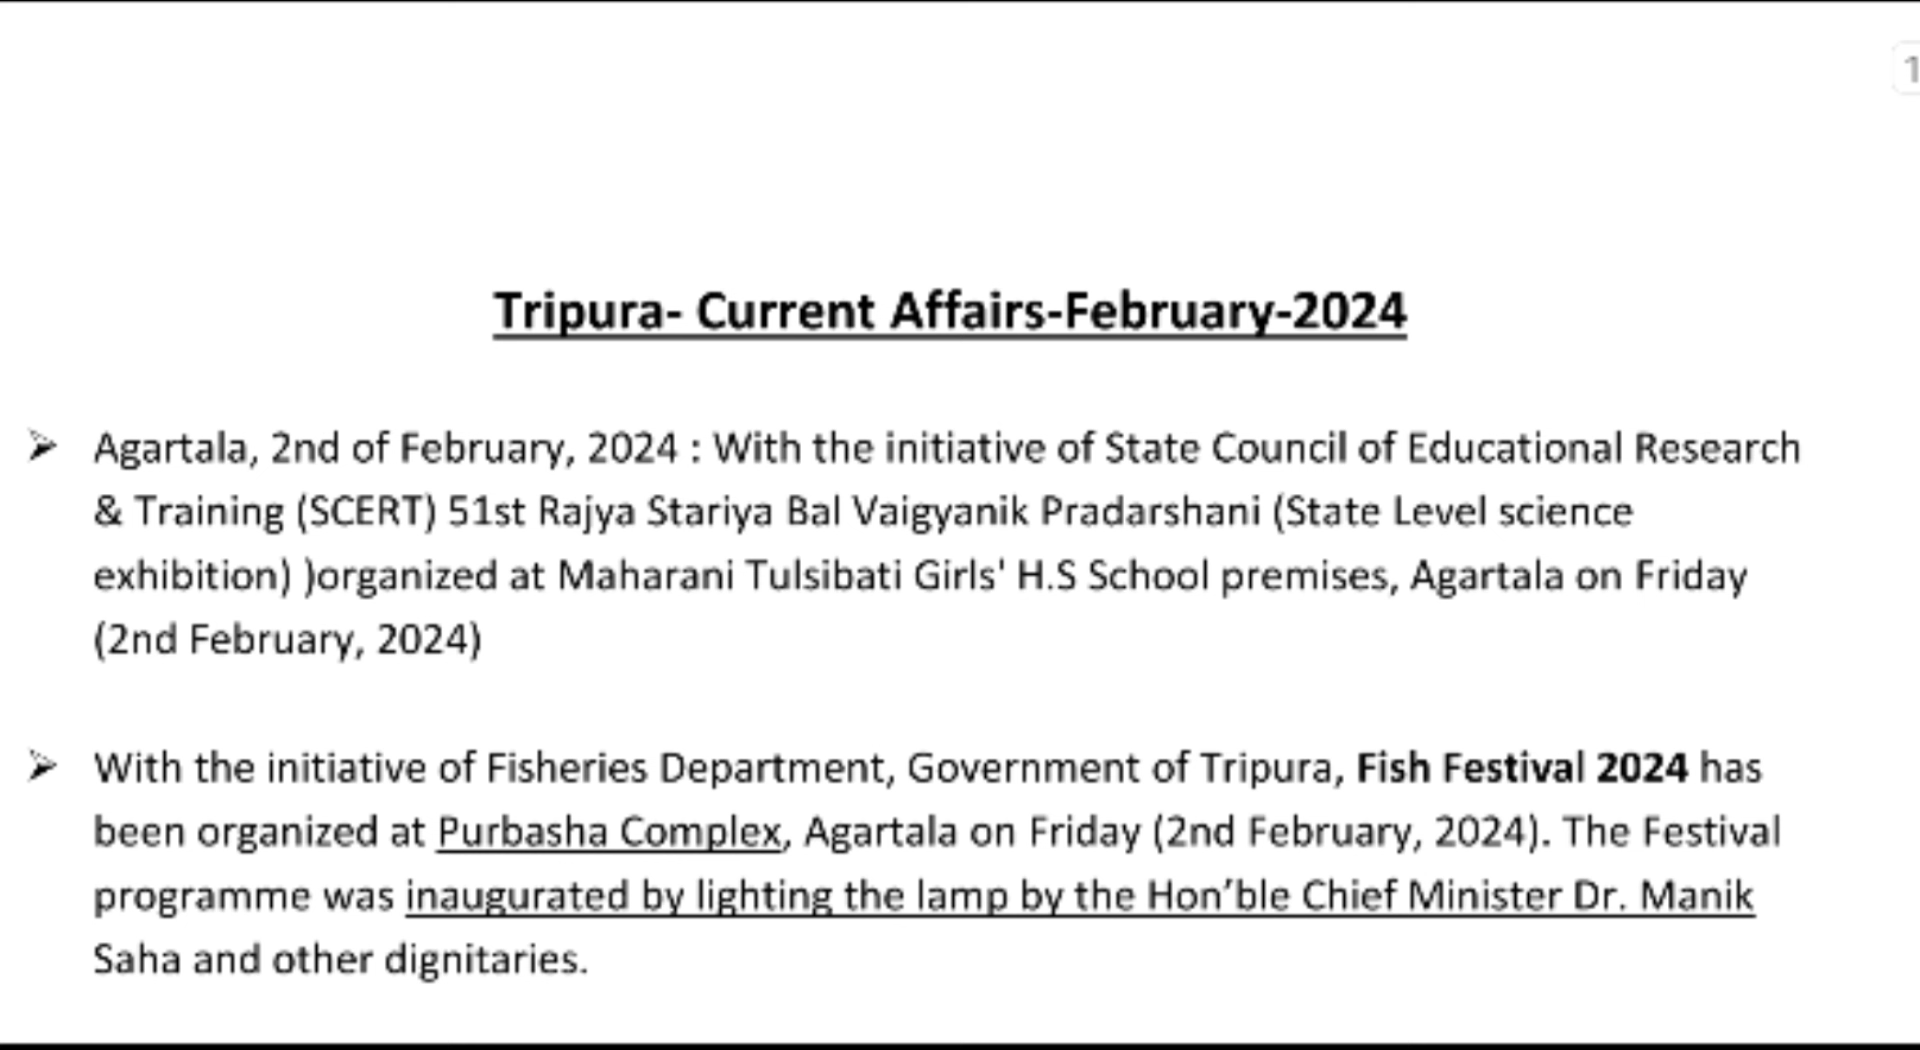 1
Tripura- Current Affairs-February-2024
➢ Agartala, 2nd of February, 2024 : With the initiative of State Council of Educational Research
& Training (SCERT) 51st Rajya Stariya Bal Vaigyanik Pradarshani (State Level science
exhibition) )organized at Maharani Tulsibati Girls' H.S School premises, Agartala on Friday
(2nd February, 2024)
➢ With the initiative of Fisheries Department, Government of Tripura, Fish Festival 2024 has
been organized at Purbasha Complex, Agartala on Friday (2nd February, 2024). The Festival
programme was inaugurated by lighting the lamp by the Hon’ble Chief Minister Dr. Manik
Saha and other dignitaries.